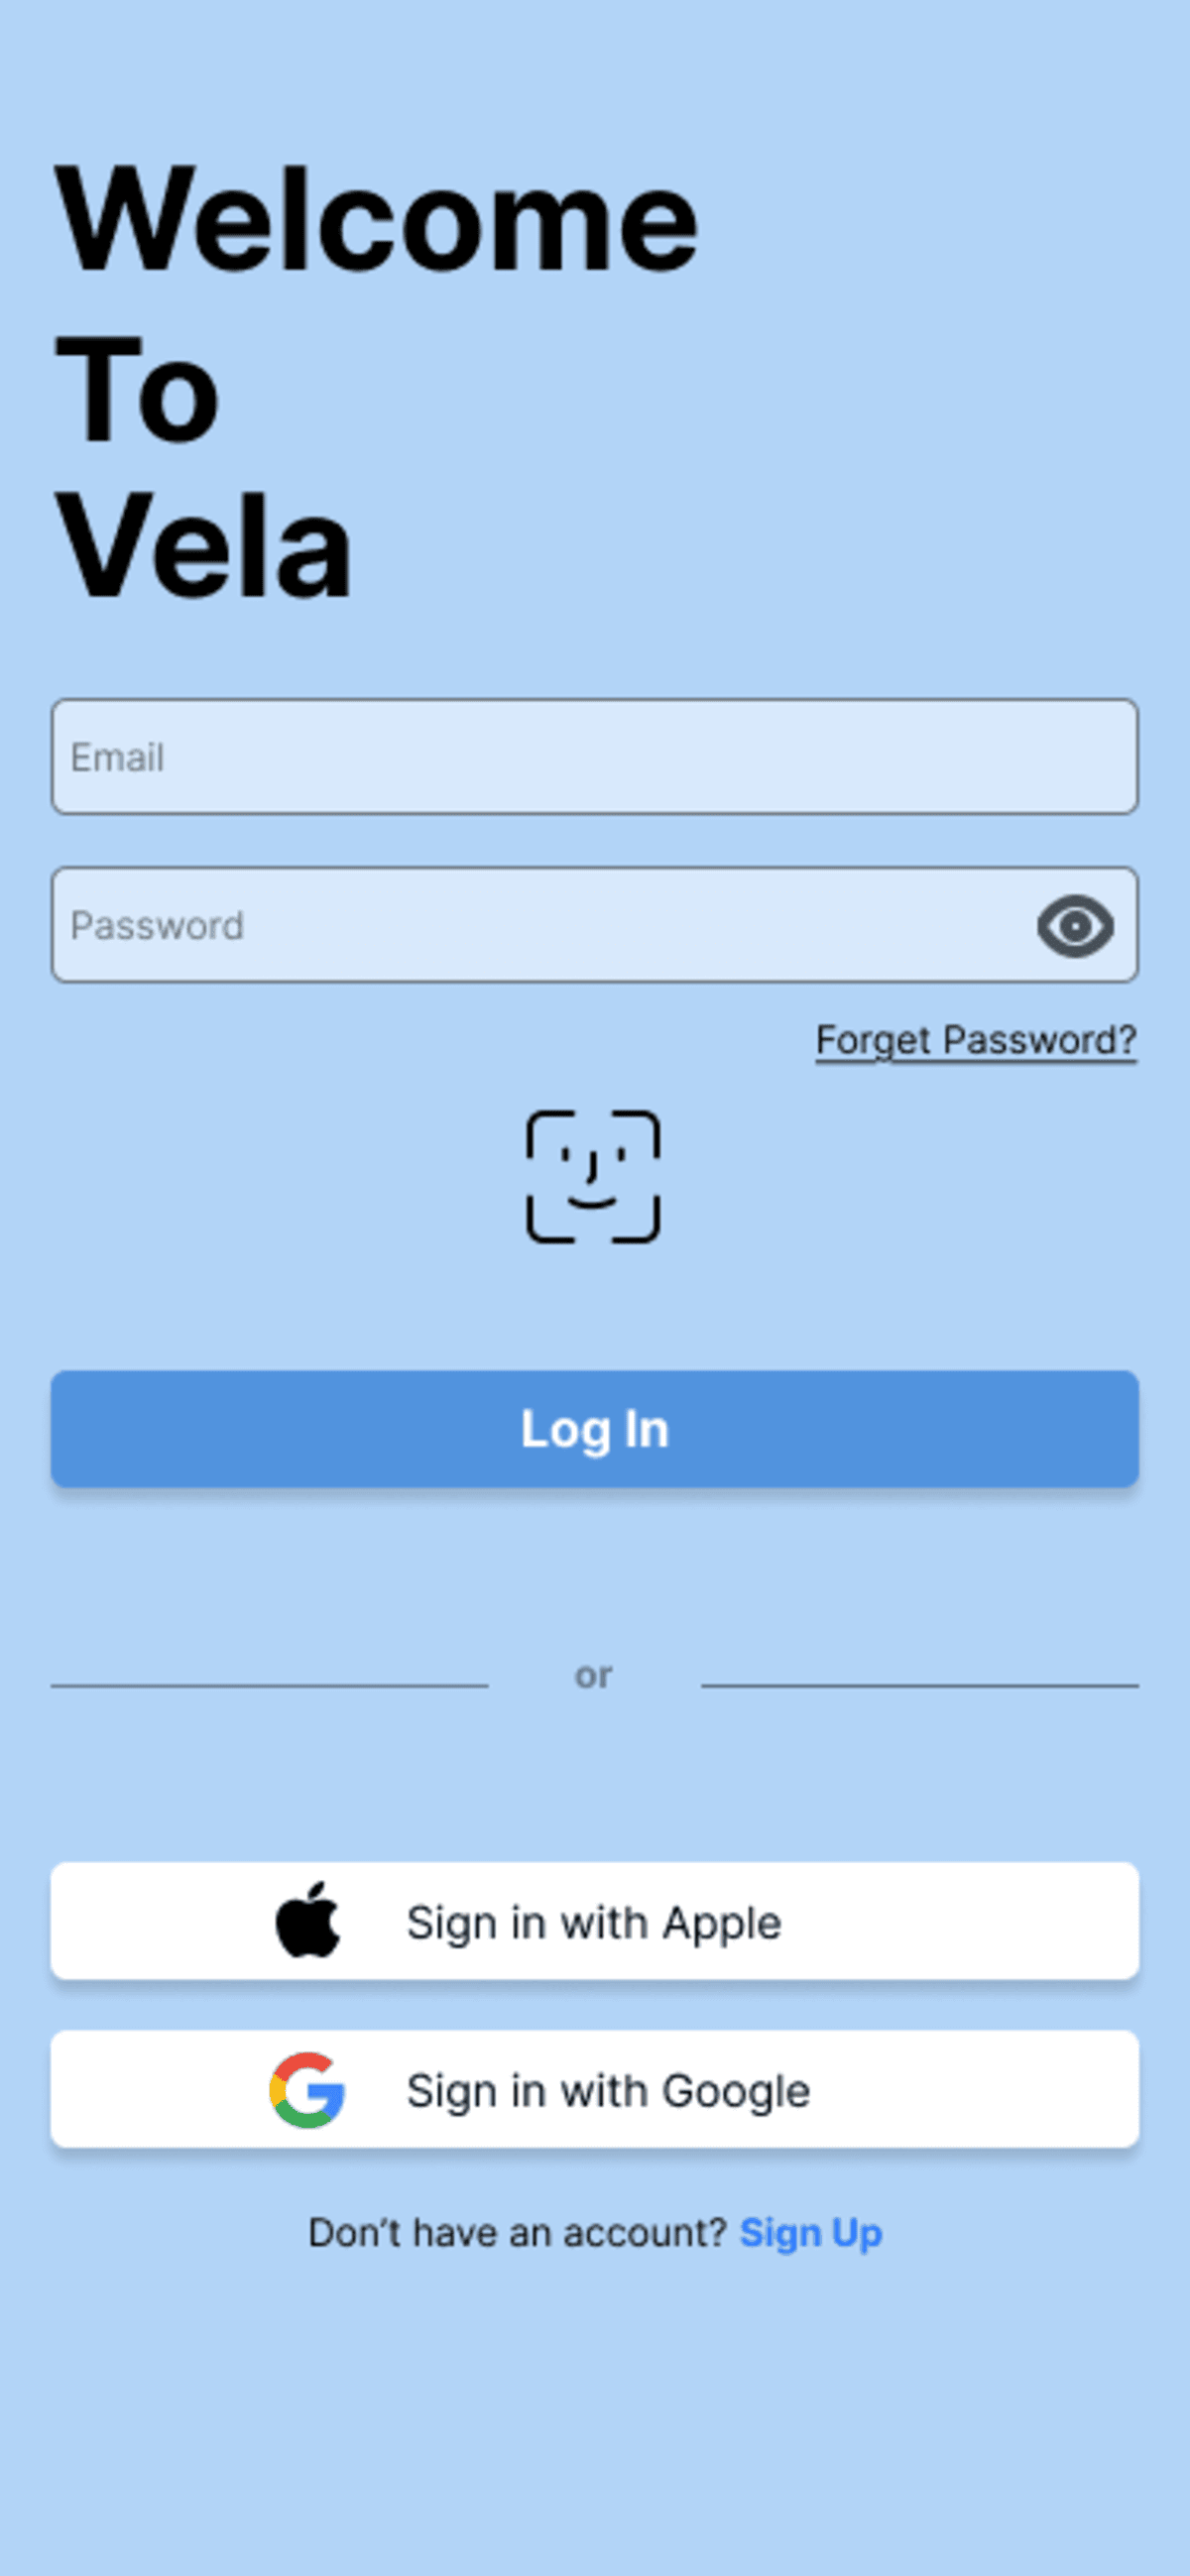 Welcome
To
Vela
Email
Password
Forget Password?
Log In
or
Sign in with Apple
Sign in with Google
Don’t have an account? Sign Up